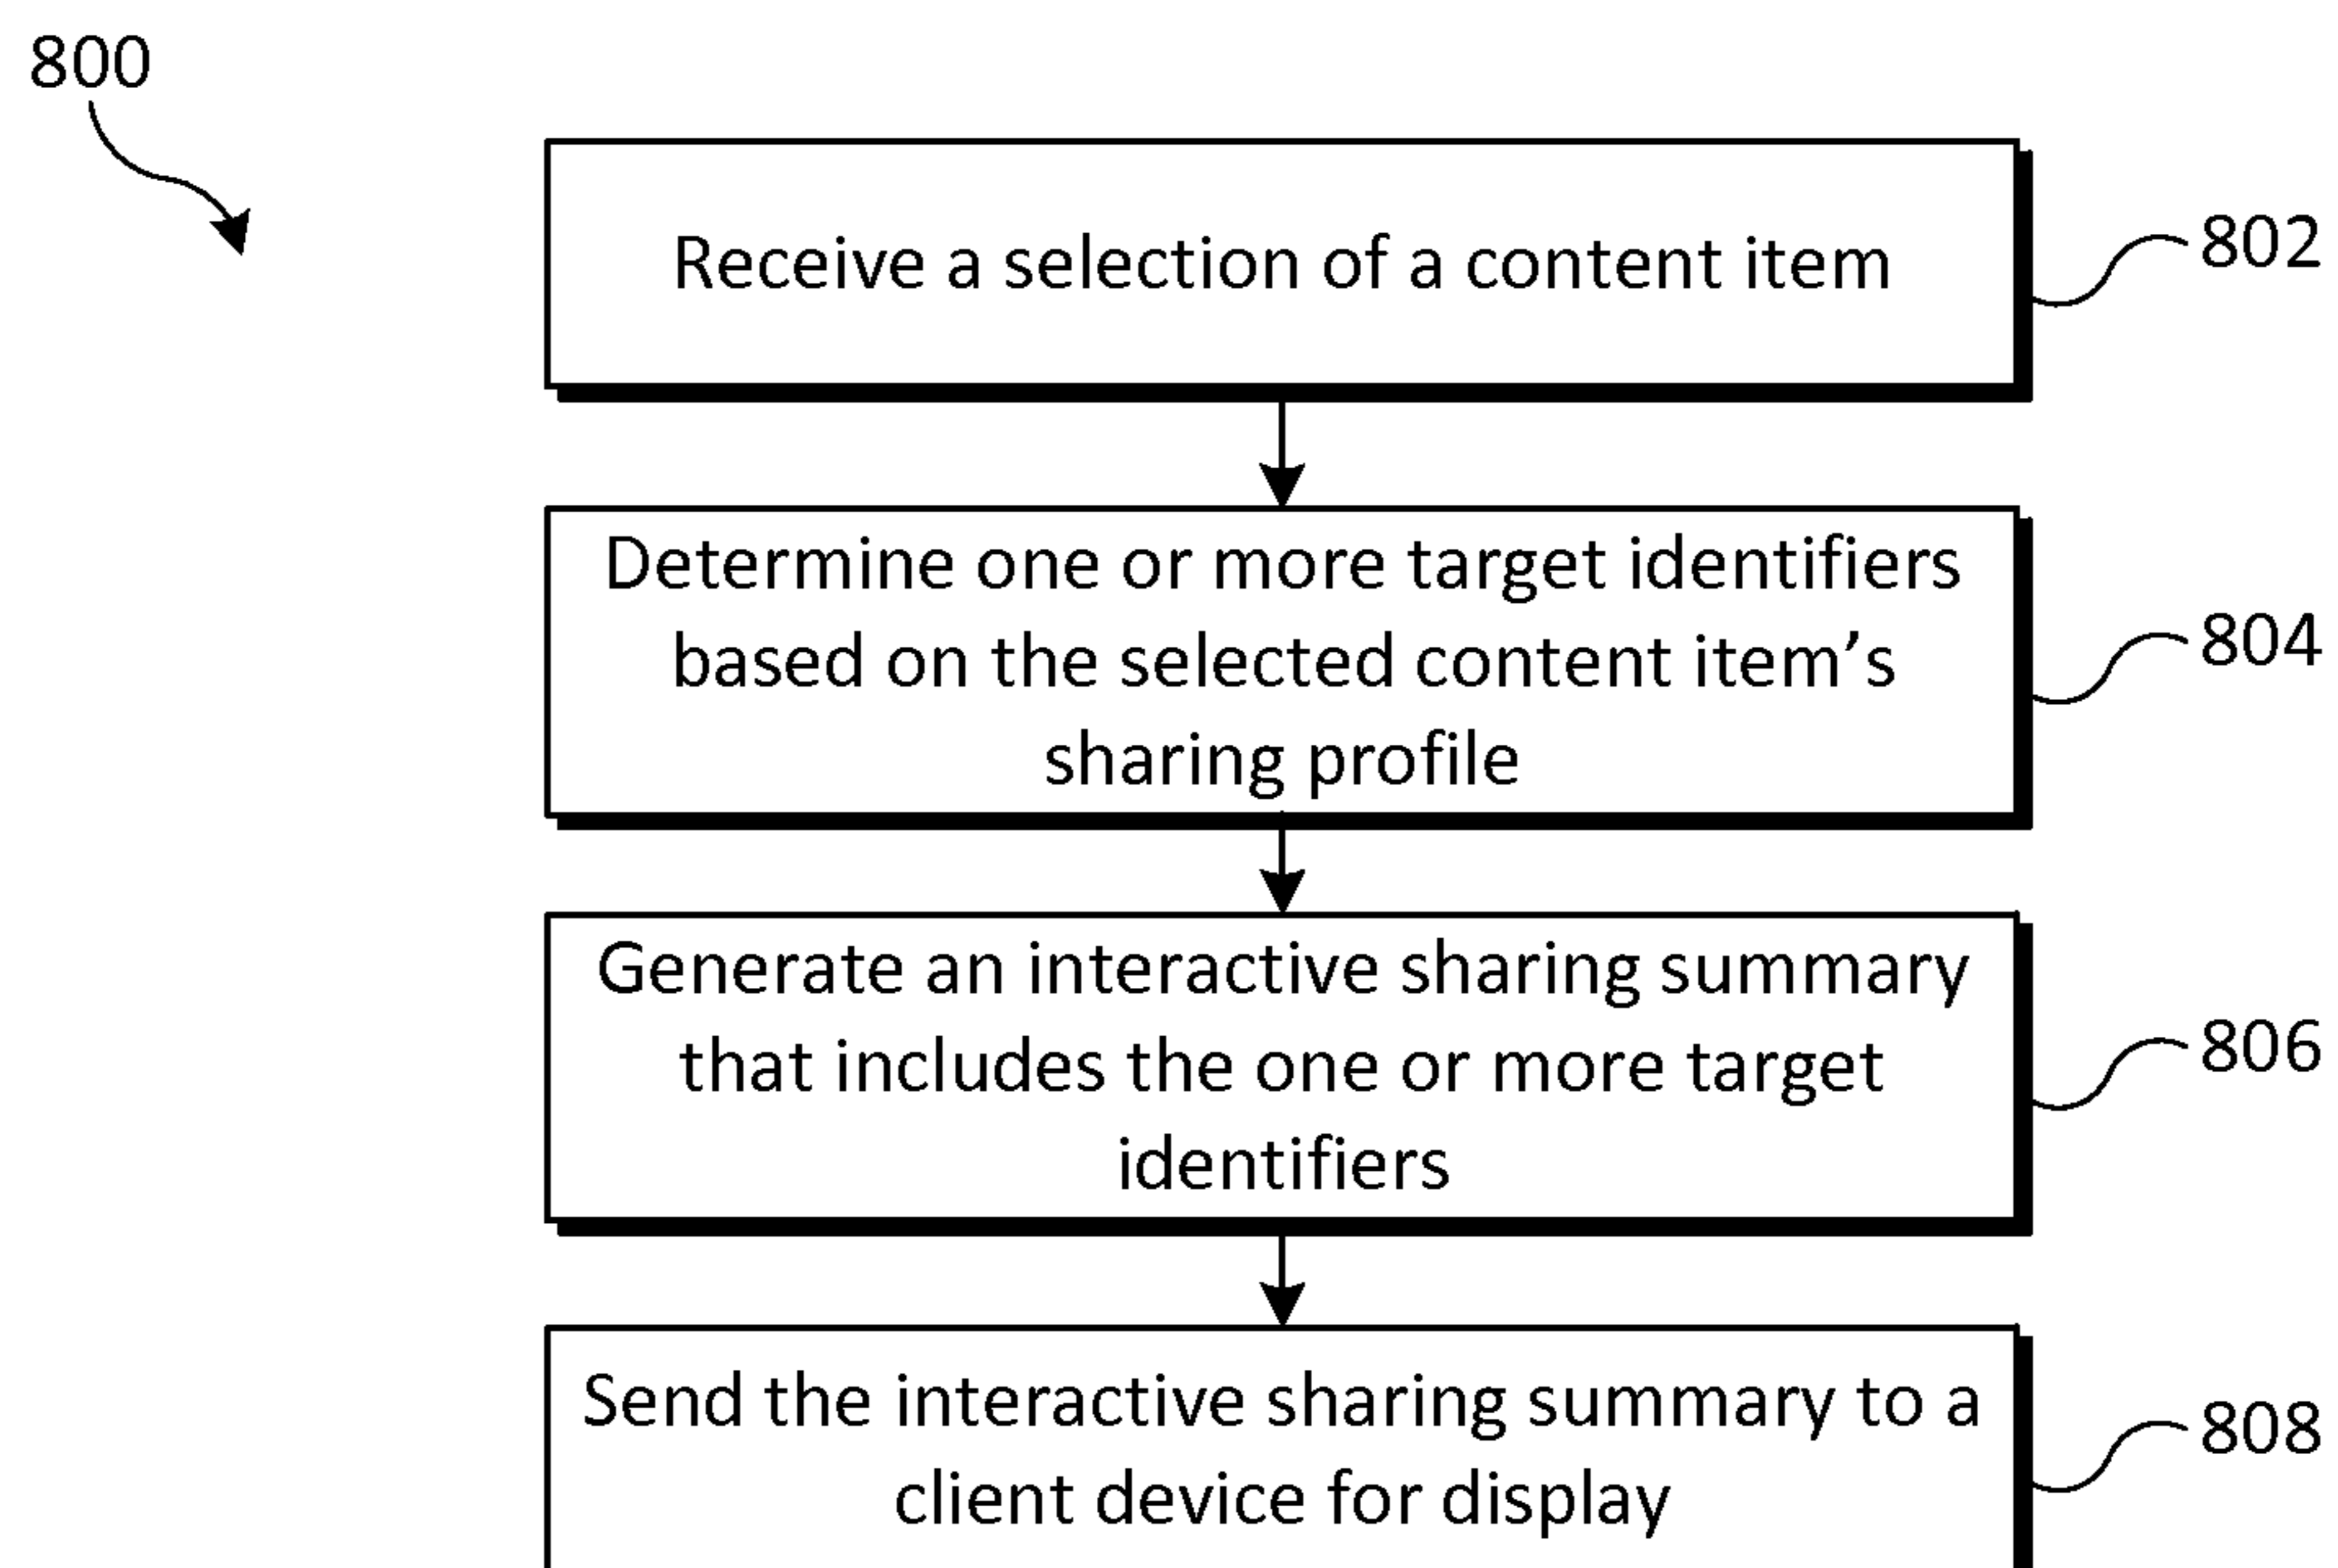 800
Receive a selection of a content item
802
Determine one or more target identifiers
based on the selected content item’s
sharing profile
804
Generate an interactive sharing summary
that includes the one or more target
identifiers
806
Send the interactive sharing summary to a
client device for display
808